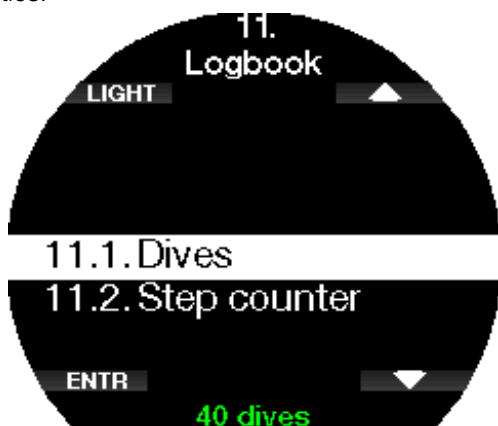 11.
Logbook
LIGHT
11.1. Dives
11.2. Step counter
ENTR
40 dives